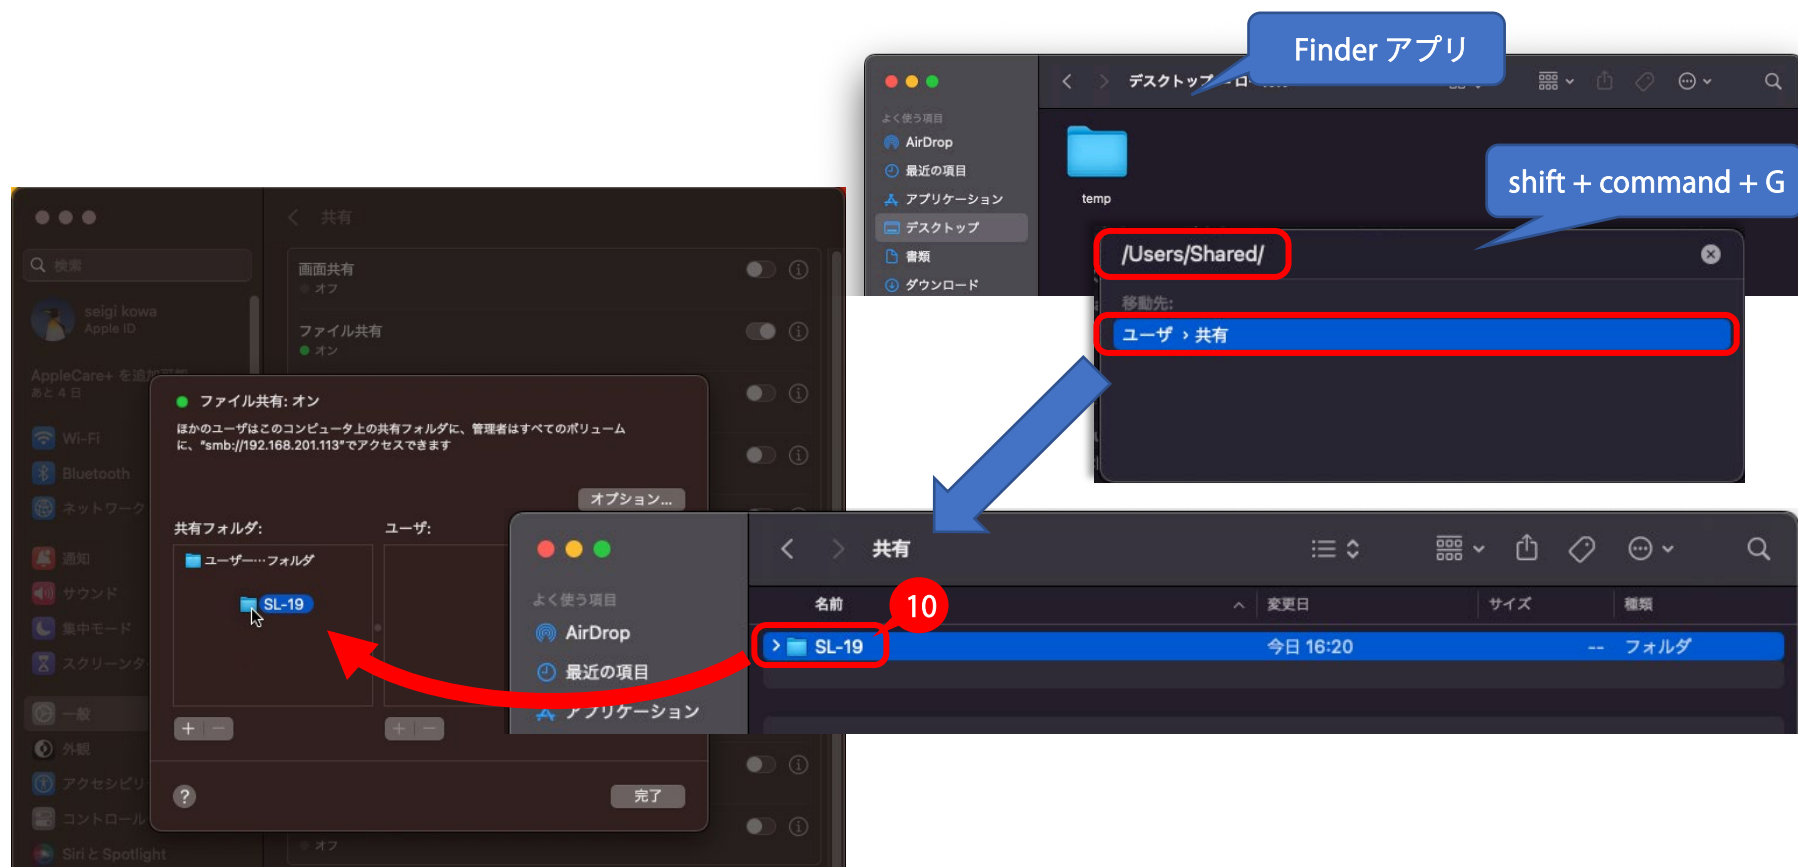 Finder アプリ
デスクトップ
よく使う項目
AirDrop
最近の項目
アプリケーション
デスクトップ
書類
ダウンロード
temp
shift + command + G
/Users/Shared/
移動先:
ユーザ › 共有
共有
検索
seigi kowa
Apple ID
AppleCare+ を追加
あと 4 日
Wi-Fi
Bluetooth
ネットワーク
通知
サウンド
集中モード
スクリーンタ
一般
外観
アクセシビリ
コントロール
Siri と Spotlight
画面共有
オフ
ファイル共有
オン
ファイル共有: オン
ほかのユーザはこのコンピュータ上の共有フォルダに、管理者はすべてのボリューム
に、“smb://192.168.201.113”でアクセスできます
オプション...
共有フォルダ:
ユーザ:
ユーザー…フォルダ
SL-19
+ −
+ −
?
完了
オフ
共有
よく使う項目
AirDrop
最近の項目
アプリケーション
名前
変更日
サイズ
種類
10
SL-19
今日 16:20
--
フォルダ